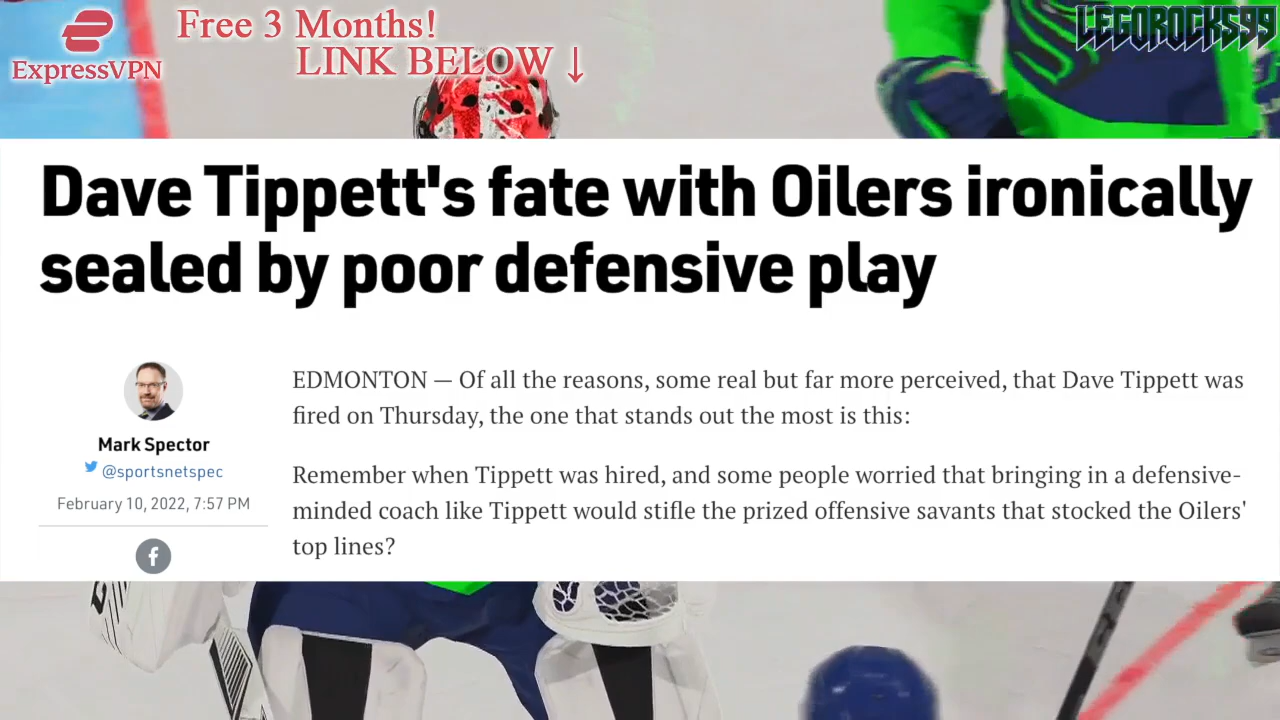 ExpressVPN
Free 3 Months!
LINK BELOW ↓
LEGOROCKS99
Dave Tippett's fate with Oilers ironically
sealed by poor defensive play
Mark Spector
@sportsnetspec
February 10, 2022, 7:57 PM
EDMONTON — Of all the reasons, some real but far more perceived, that Dave Tippett was
fired on Thursday, the one that stands out the most is this:
Remember when Tippett was hired, and some people worried that bringing in a defensive-
minded coach like Tippett would stifle the prized offensive savants that stocked the Oilers'
top lines?